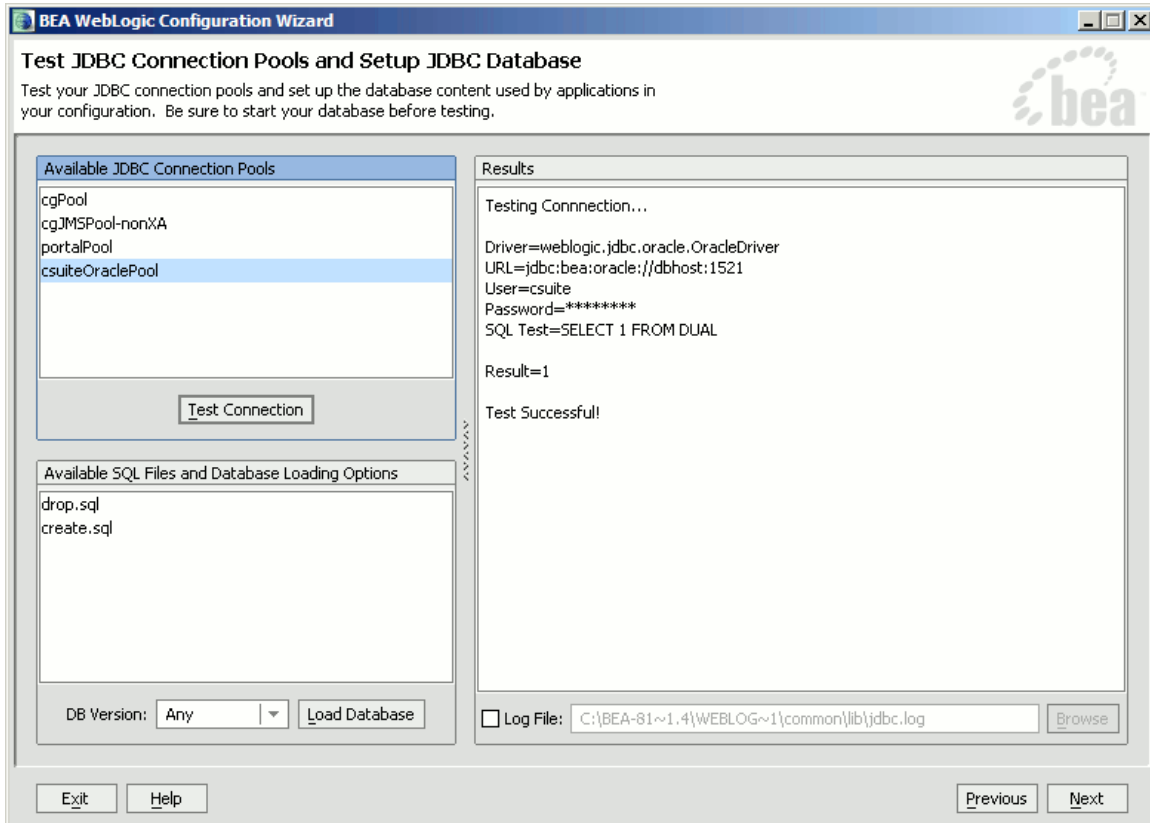 BEA WebLogic Configuration Wizard
Test JDBC Connection Pools and Setup JDBC Database
Test your JDBC connection pools and set up the database content used by applications in
your configuration. Be sure to start your database before testing.
bea
Available JDBC Connection Pools
cgPool
cgJMSPool-nonXA
portalPool
csuiteOraclePool
Test Connection
Available SQL Files and Database Loading Options
drop.sql
create.sql
DB Version: Any Load Database
Results
Testing Connnection...
Driver=weblogic.jdbc.oracle.OracleDriver
URL=jdbc:bea:oracle://dbhost:1521
User=csuite
Password=********
SQL Test=SELECT 1 FROM DUAL
Result=1
Test Successful!
Log File: C:\BEA-81~1.4\WEBLOG~1\common\lib\jdbc.log Browse
Exit Help Previous Next